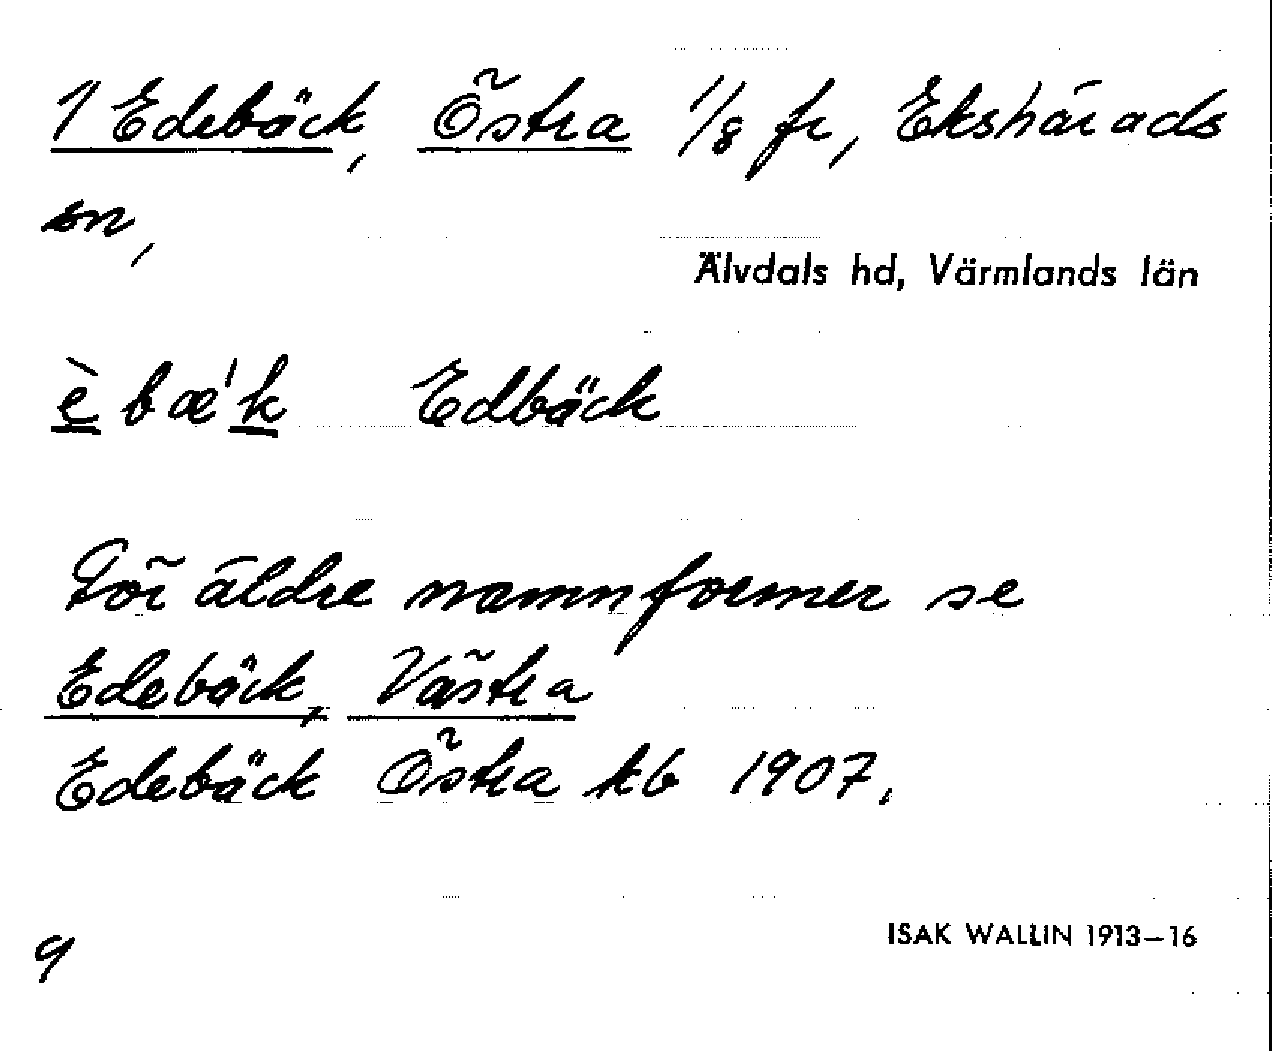 1) Edebäck, Östra 1/8 fr, Ekshärads
sn,
Älvdals hd, Värmlands län
è bæ'k Edbäck
För äldre namnformer se
Edebäck, Västra
Edebäck Östra kb 1907.
9
ISAK WALLIN 1913–16